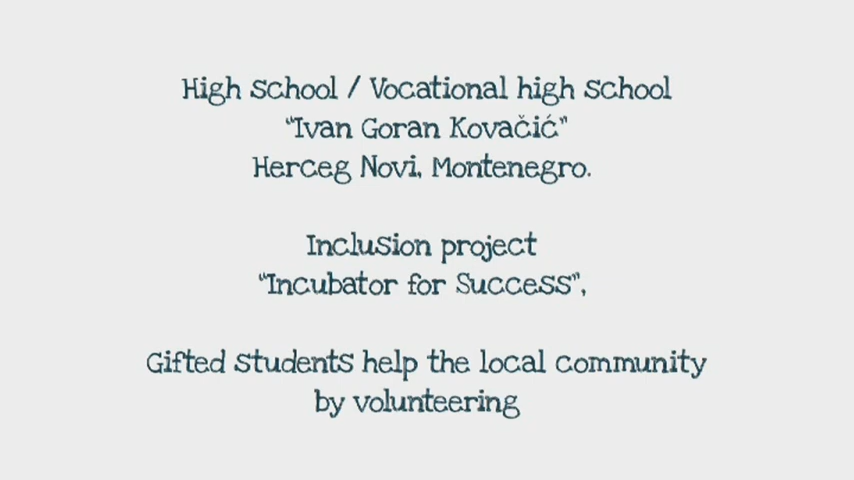 High school / Vocational high school
“Ivan Goran Kovačić”
Herceg Novi, Montenegro.
Inclusion project
“Incubator for Success”,
Gifted students help the local community
by volunteering